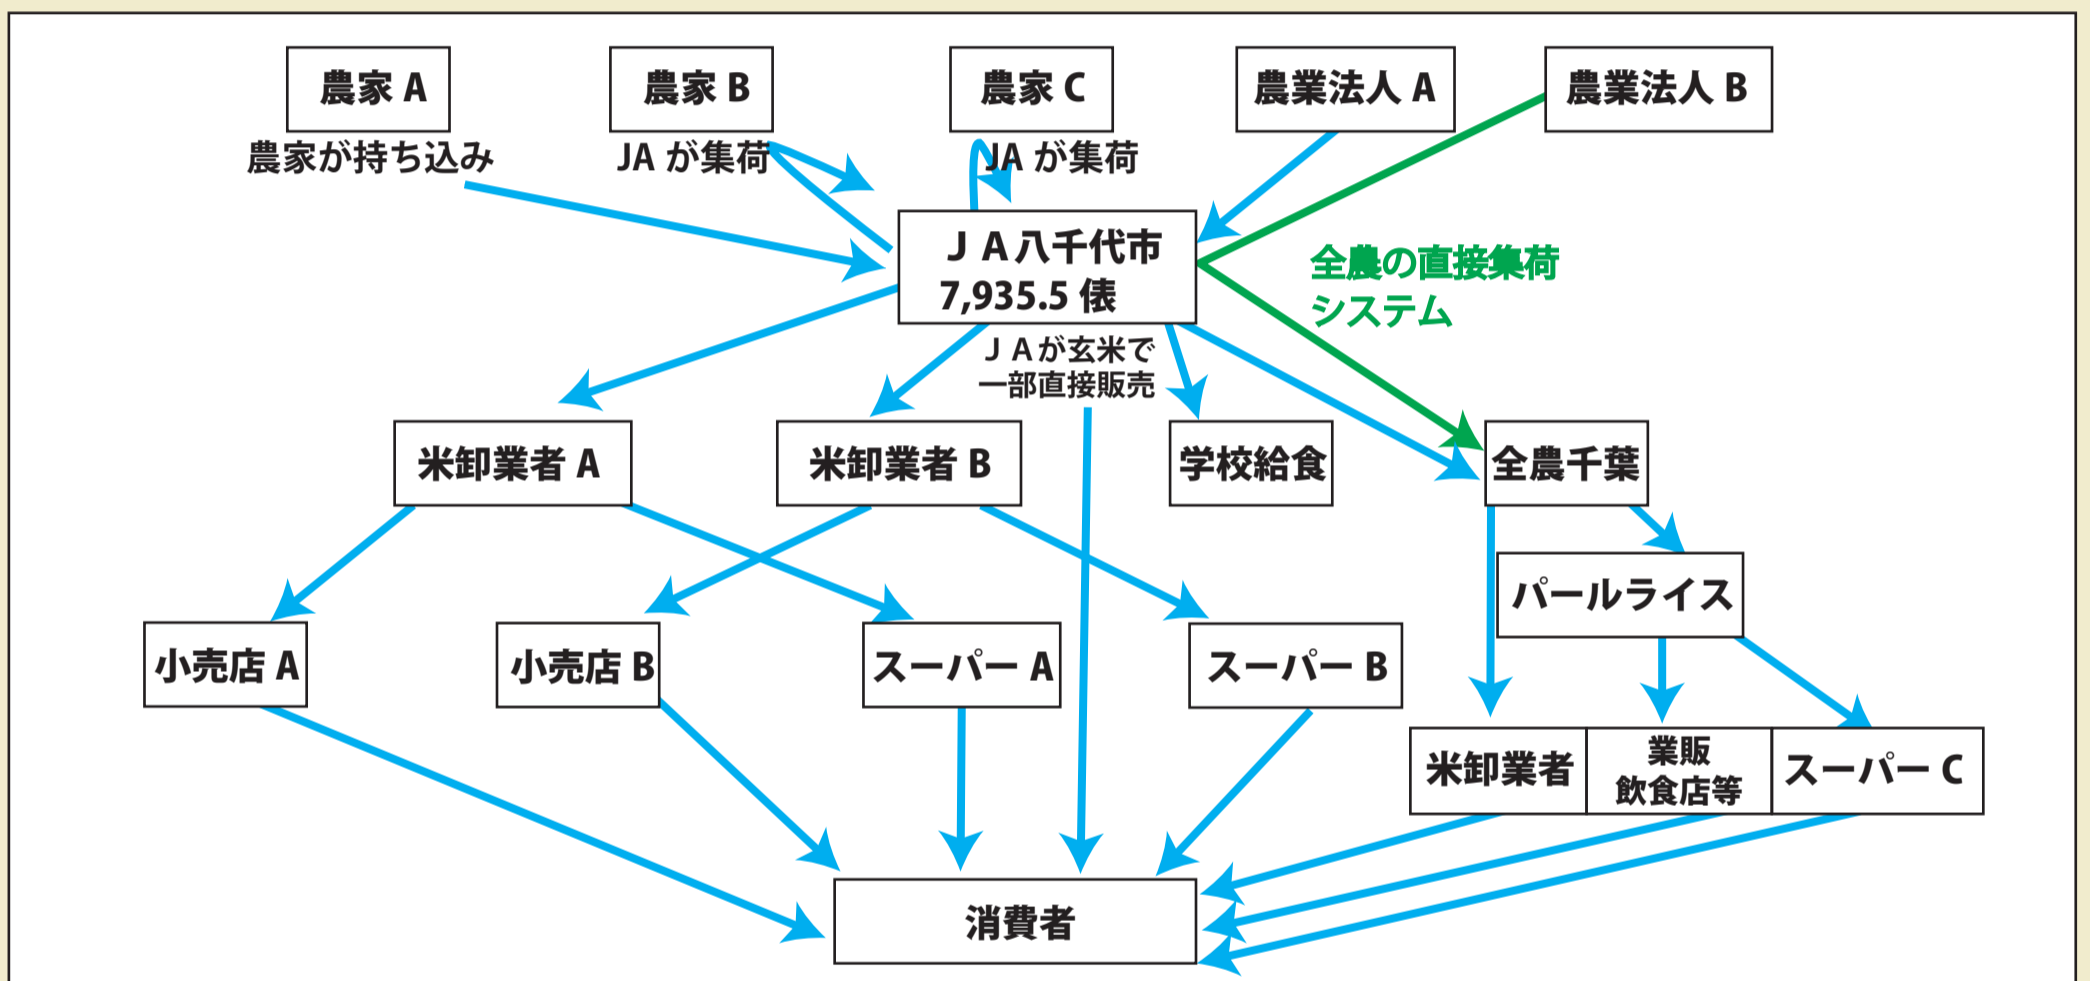 農家 A
農家 B
農家 C
農業法人 A
農業法人 B
農家が持ち込み
JA が集荷
JA が集荷
ＪＡ八千代市
7,935.5 俵
全農の直接集荷
システム
ＪＡが玄米で
一部直接販売
米卸業者 A
米卸業者 B
学校給食
全農千葉
パールライス
小売店 A
小売店 B
スーパー A
スーパー B
米卸業者
業販
飲食店等
スーパー C
消費者